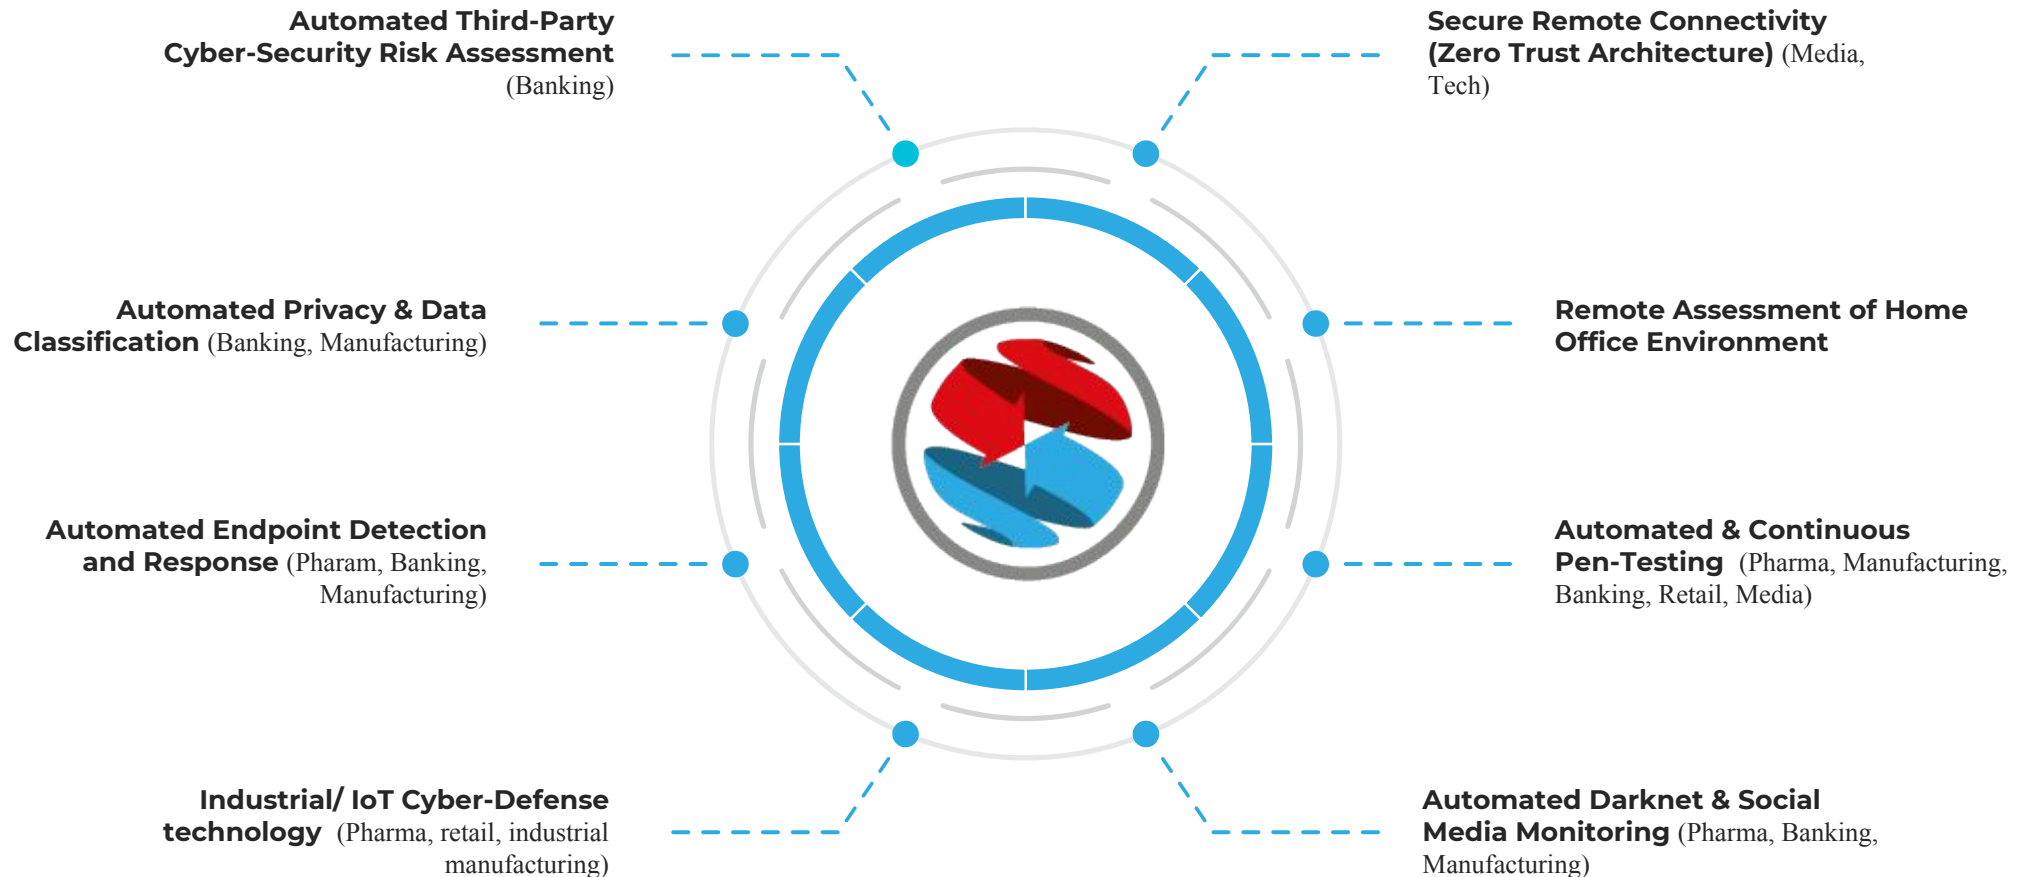 Automated Third-Party
Cyber-Security Risk Assessment
(Banking)
Secure Remote Connectivity
(Zero Trust Architecture) (Media,
Tech)
Automated Privacy & Data
Classification (Banking, Manufacturing)
Remote Assessment of Home
Office Environment
Automated Endpoint Detection
and Response (Pharam, Banking,
Manufacturing)
Automated & Continuous
Pen-Testing (Pharma, Manufacturing,
Banking, Retail, Media)
Industrial/ IoT Cyber-Defense
technology (Pharma, retail, industrial
manufacturing)
Automated Darknet & Social
Media Monitoring (Pharma, Banking,
Manufacturing)